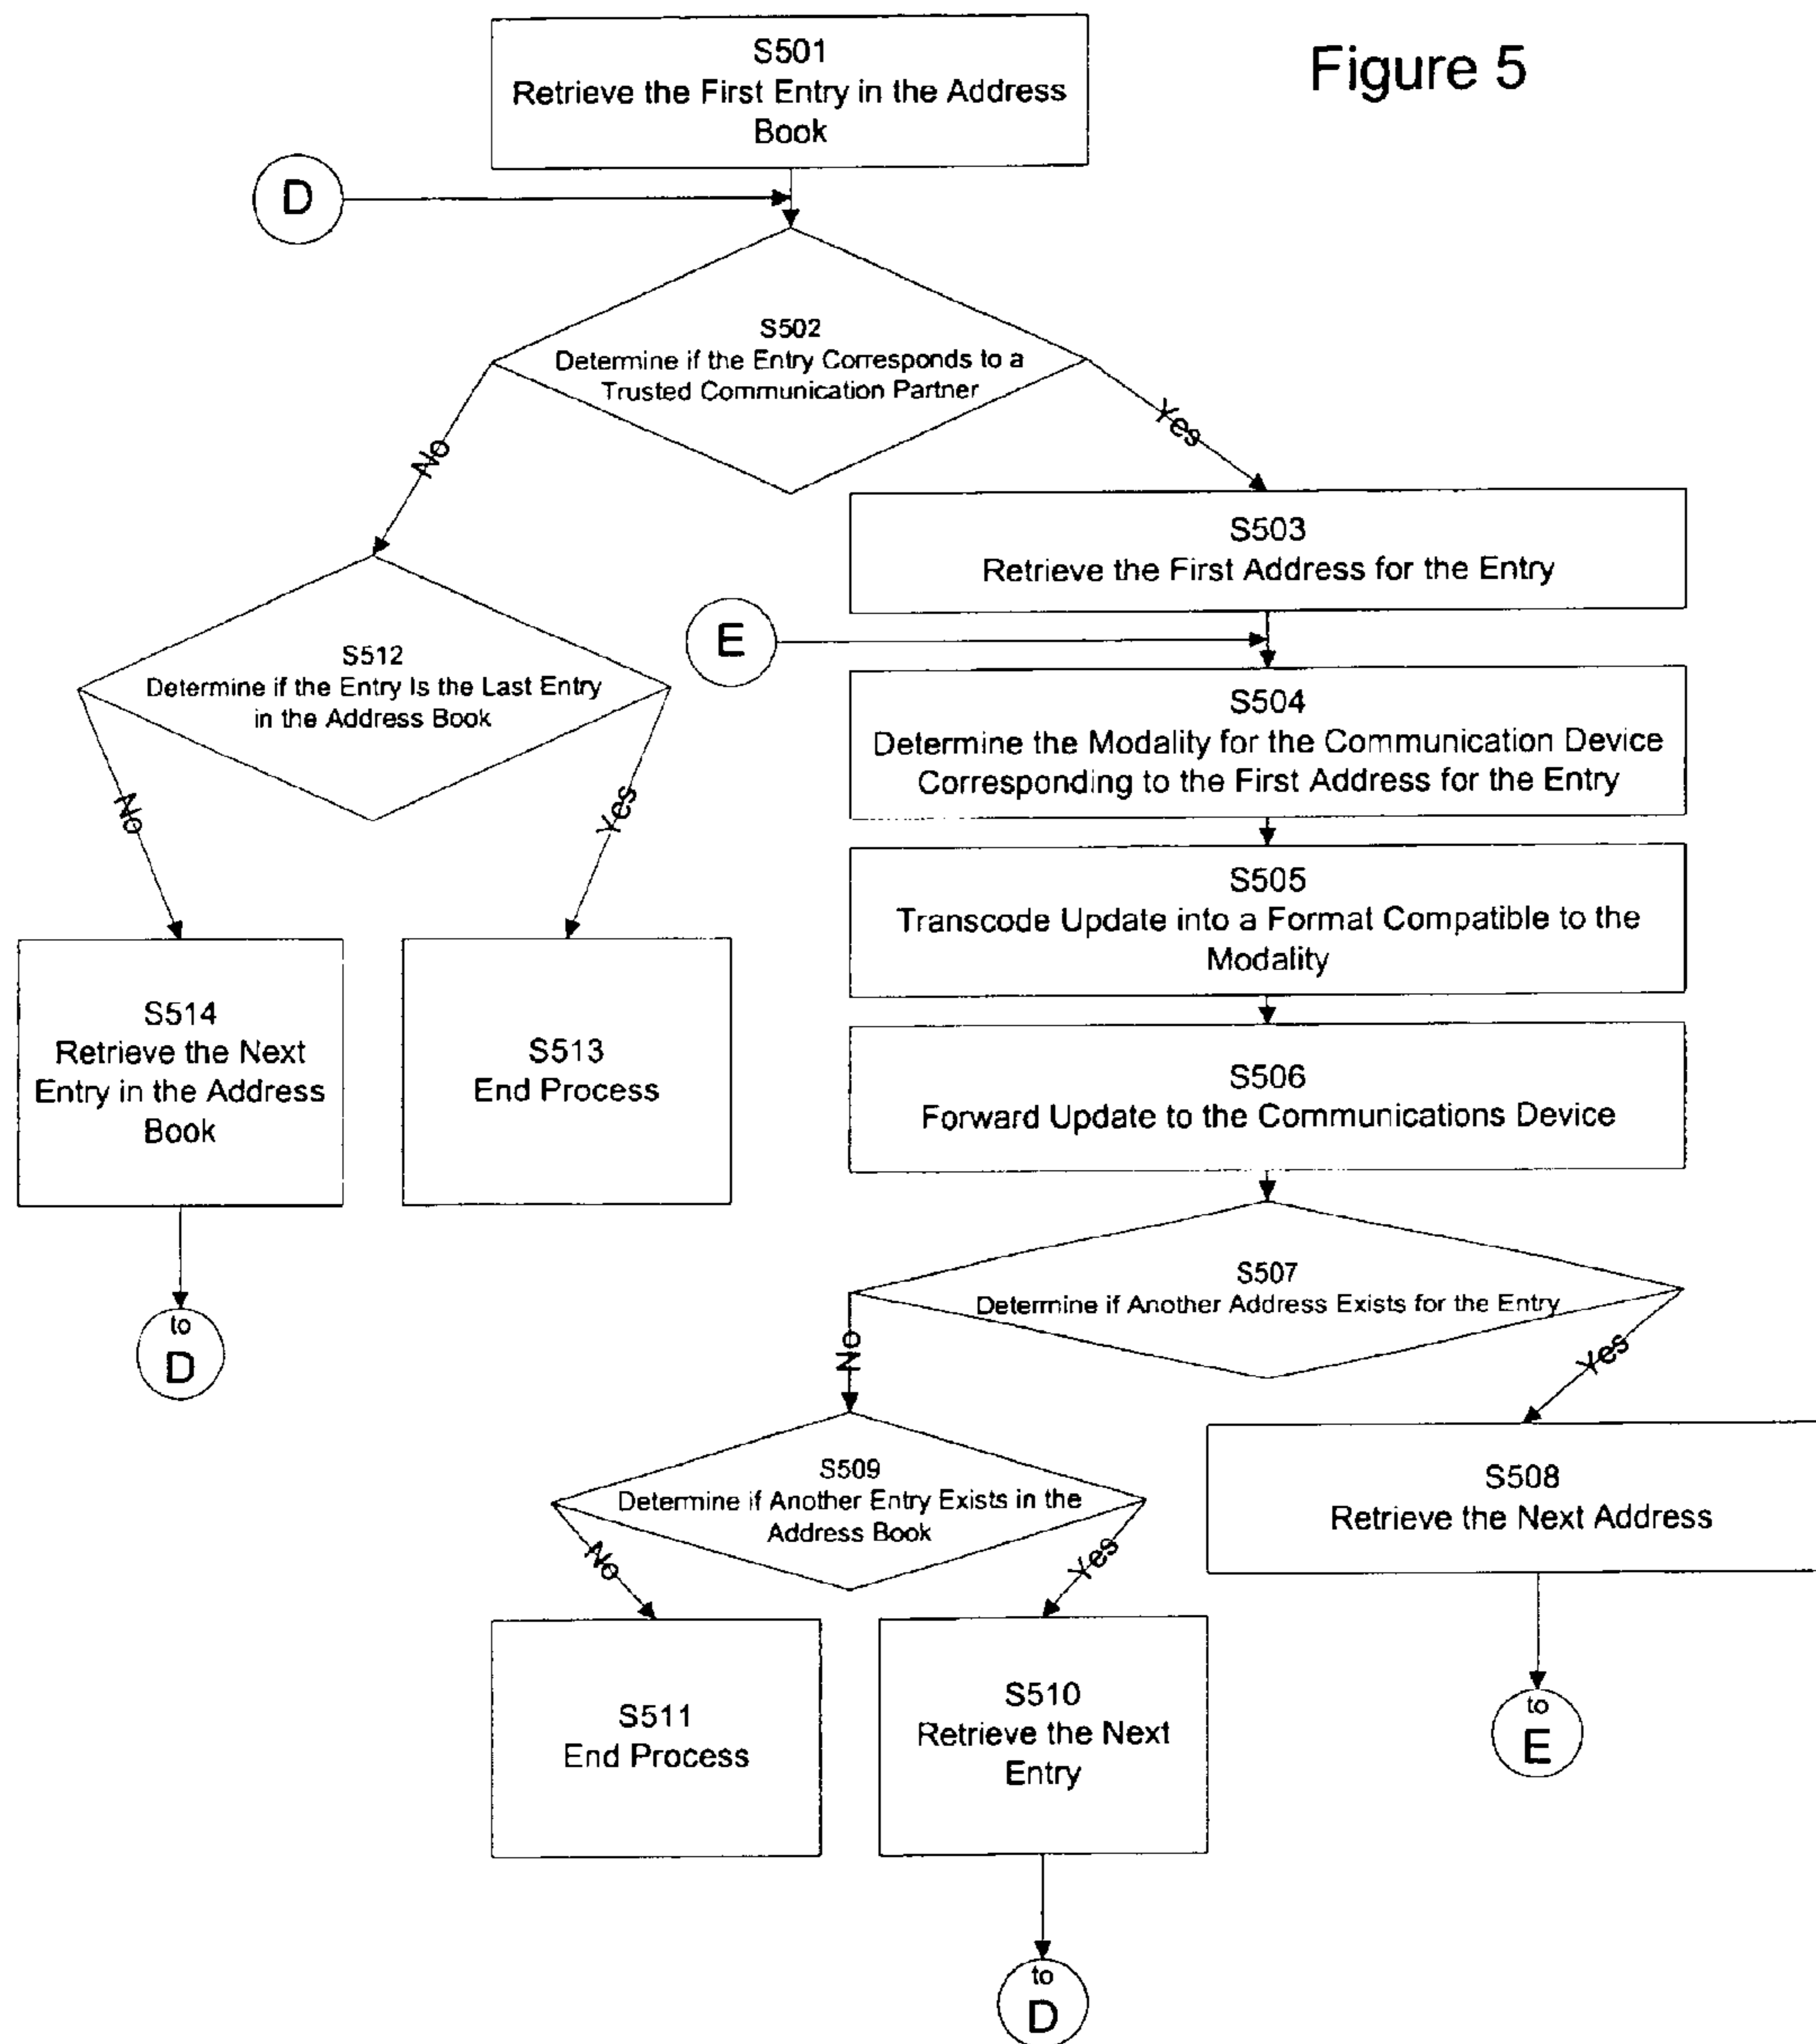 Figure 5
S501
Retrieve the First Entry in the Address
Book
D
S502
Determine if the Entry Corresponds to a
Trusted Communication Partner
No
Yes
S503
Retrieve the First Address for the Entry
E
S512
Determine if the Entry Is the Last Entry
in the Address Book
No
Yes
S504
Determine the Modality for the Communication Device
Corresponding to the First Address for the Entry
S505
Transcode Update into a Format Compatible to the
Modality
S514
Retrieve the Next
Entry in the Address
Book
S513
End Process
S506
Forward Update to the Communications Device
to
D
S507
Determine if Another Address Exists for the Entry
No
Yes
S509
Determine if Another Entry Exists in the
Address Book
No
Yes
S508
Retrieve the Next Address
S511
End Process
S510
Retrieve the Next
Entry
to
E
to
D